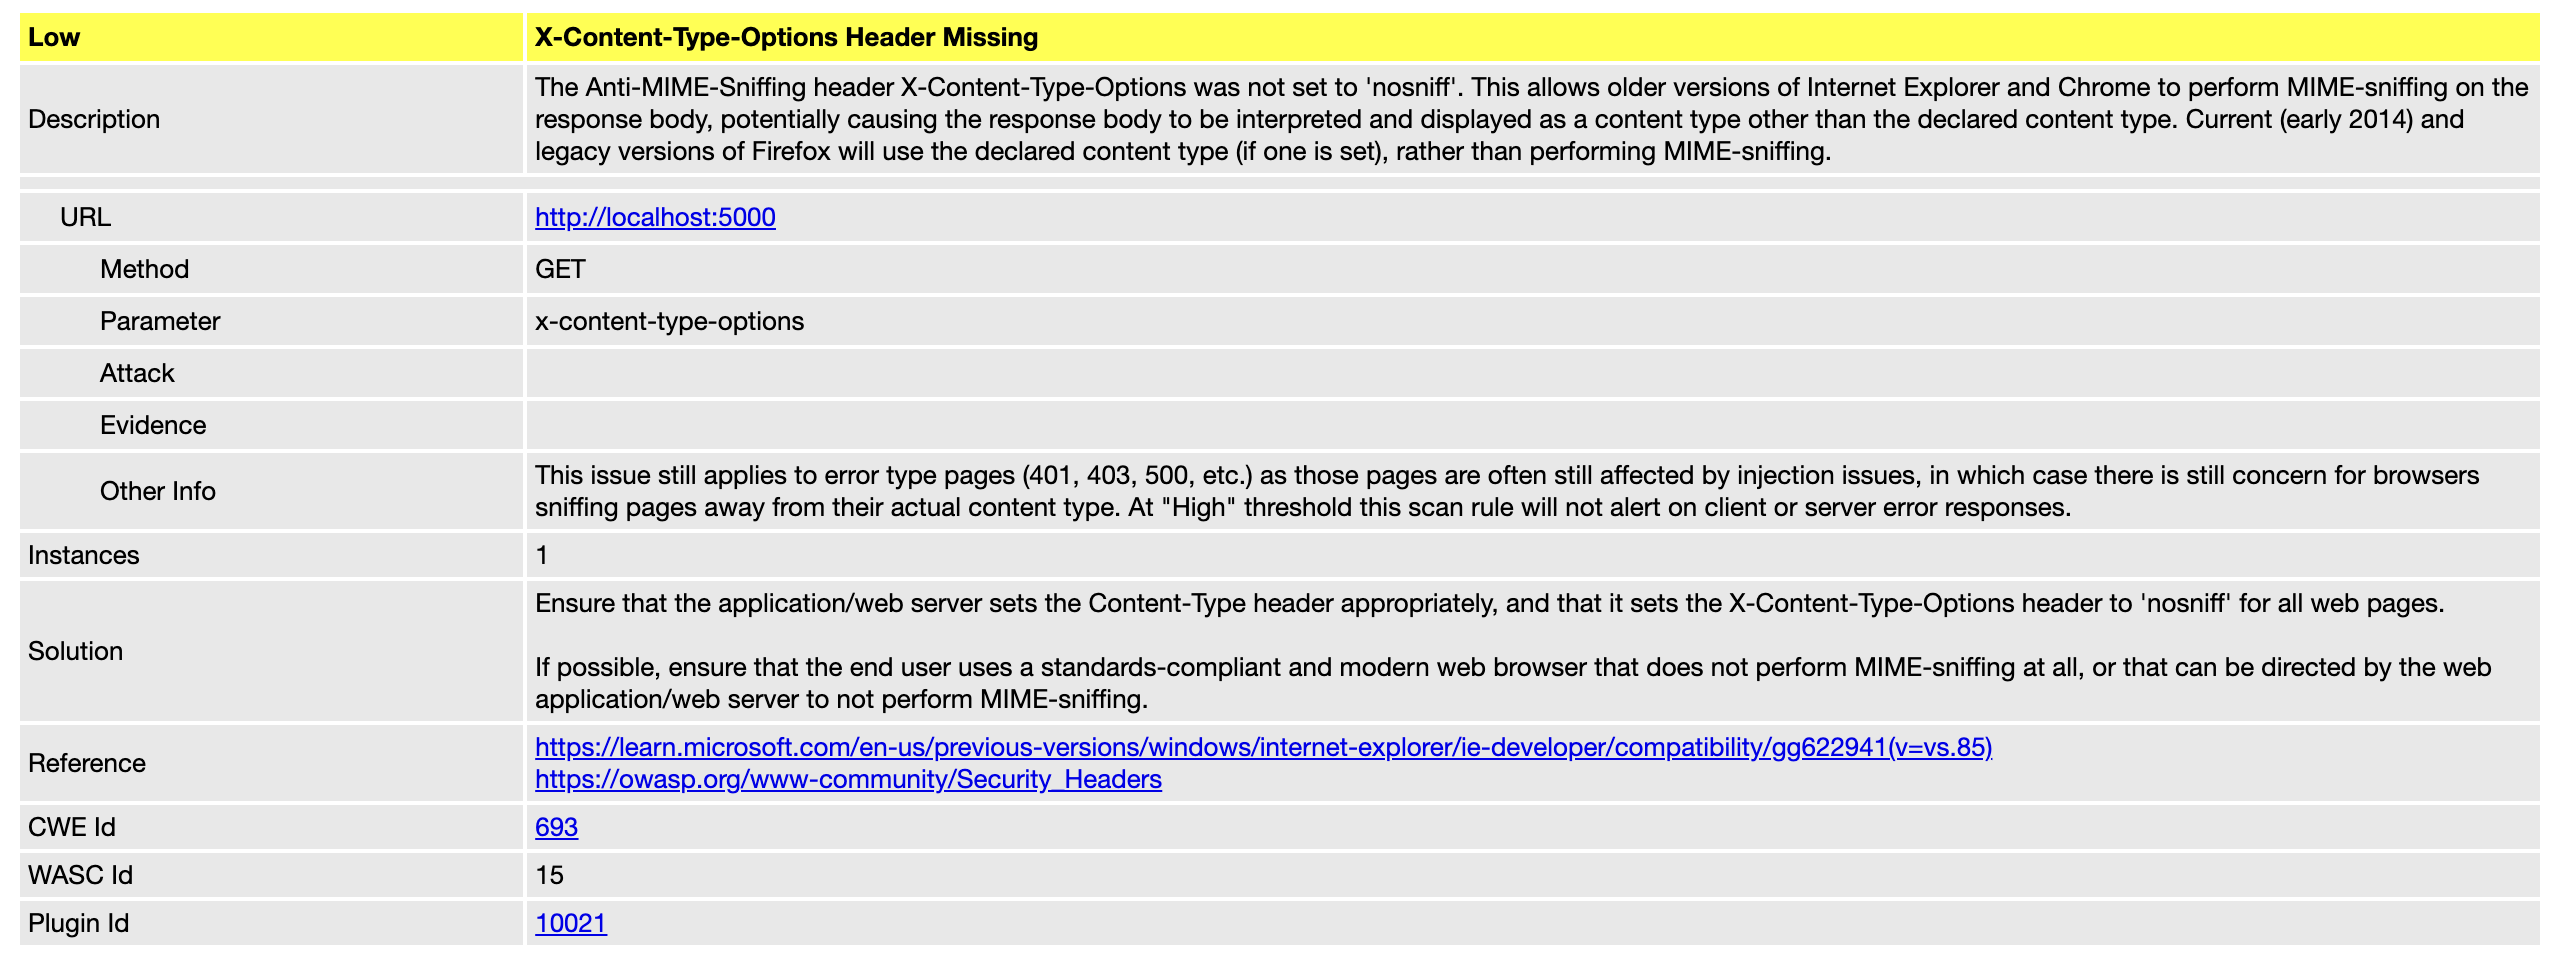 Low
X-Content-Type-Options Header Missing
Description
The Anti-MIME-Sniffing header X-Content-Type-Options was not set to 'nosniff'. This allows older versions of Internet Explorer and Chrome to perform MIME-sniffing on the
response body, potentially causing the response body to be interpreted and displayed as a content type other than the declared content type. Current (early 2014) and
legacy versions of Firefox will use the declared content type (if one is set), rather than performing MIME-sniffing.
URL
http://localhost:5000
Method
GET
Parameter
x-content-type-options
Attack
Evidence
Other Info
This issue still applies to error type pages (401, 403, 500, etc.) as those pages are often still affected by injection issues, in which case there is still concern for browsers
sniffing pages away from their actual content type. At "High" threshold this scan rule will not alert on client or server error responses.
Instances
1
Solution
Ensure that the application/web server sets the Content-Type header appropriately, and that it sets the X-Content-Type-Options header to 'nosniff' for all web pages.
If possible, ensure that the end user uses a standards-compliant and modern web browser that does not perform MIME-sniffing at all, or that can be directed by the web
application/web server to not perform MIME-sniffing.
Reference
https://learn.microsoft.com/en-us/previous-versions/windows/internet-explorer/ie-developer/compatibility/gg622941(v=vs.85)
https://owasp.org/www-community/Security_Headers
CWE Id
693
WASC Id
15
Plugin Id
10021